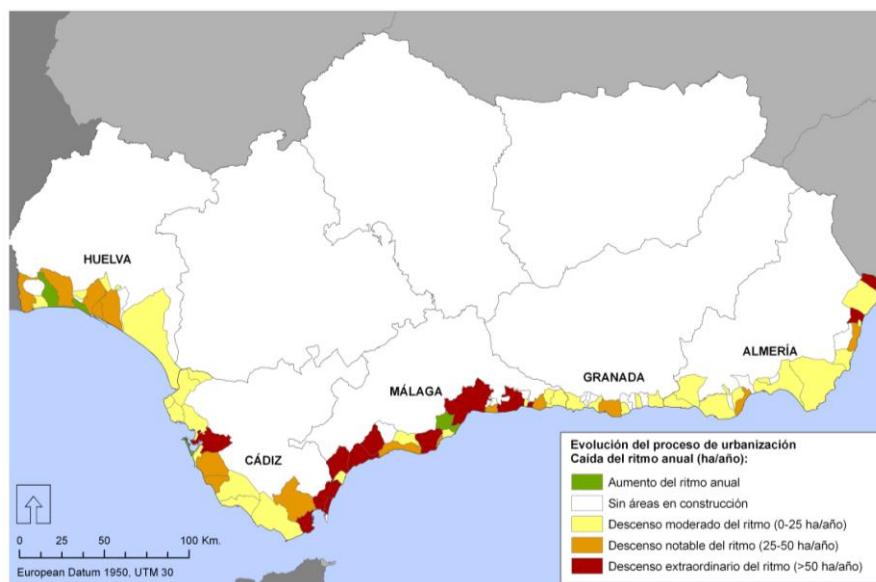 HUELVA
CÁDIZ
MÁLAGA
GRANADA
ALMERÍA
0 25 50 100 Km.
European Datum 1950, UTM 30
Evolución del proceso de urbanización
Caída del ritmo anual (ha/año):
Aumento del ritmo anual
Sin áreas en construcción
Descenso moderado del ritmo (0-25 ha/año)
Descenso notable del ritmo (25-50 ha/año)
Descenso extraordinario del ritmo (>50 ha/año)